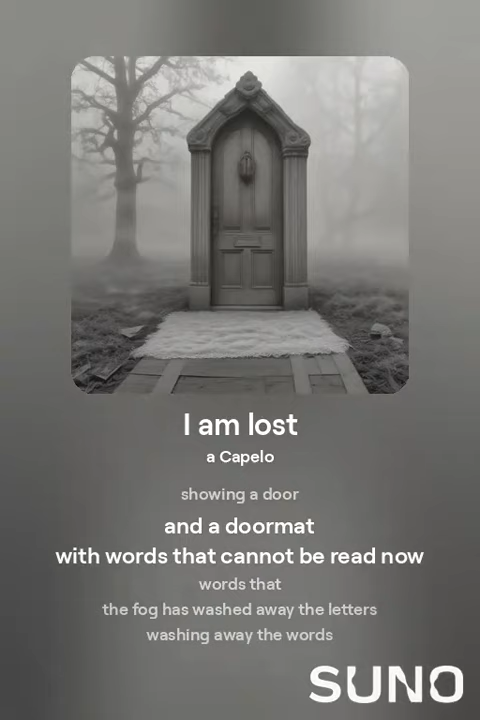 I am lost
a Capelo
showing a door
and a doormat
with words that cannot be read now
words that
the fog has washed away the letters
washing away the words
SUNO